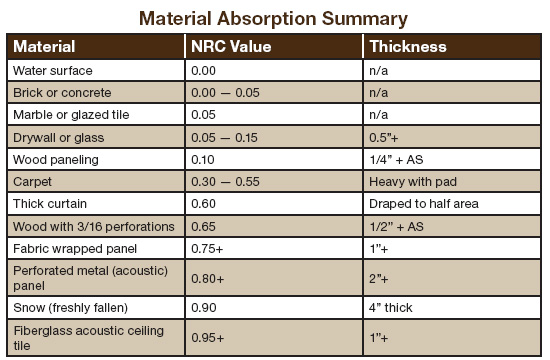 Material Absorption Summary
Material NRC Value Thickness
Water surface 0.00 n/a
Brick or concrete 0.00 — 0.05 n/a
Marble or glazed tile 0.05 n/a
Drywall or glass 0.05 — 0.15 0.5"+
Wood paneling 0.10 1/4” + AS
Carpet 0.30 — 0.55 Heavy with pad
Thick curtain 0.60 Draped to half area
Wood with 3/16 perforations 0.65 1/2” + AS
Fabric wrapped panel 0.75+ 1”+
Perforated metal (acoustic)
panel 0.80+ 2”+
Snow (freshly fallen) 0.90 4” thick
Fiberglass acoustic ceiling
tile 0.95+ 1”+